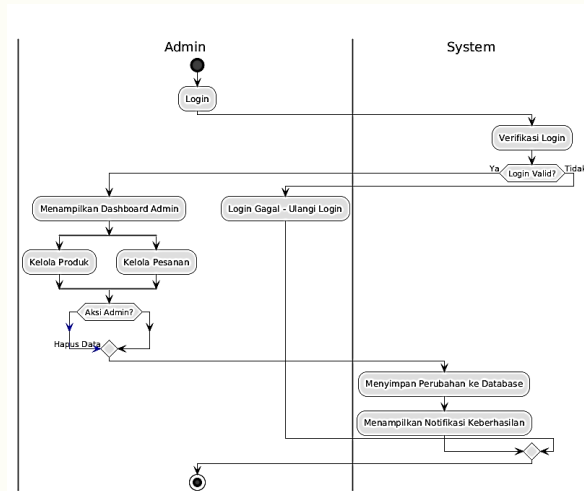 Admin
System
Login
Verifikasi Login
Ya
Login Valid?
Tidak
Menampilkan Dashboard Admin
Login Gagal - Ulangi Login
Kelola Produk
Kelola Pesanan
Aksi Admin?
Hapus Data
Menyimpan Perubahan ke Database
Menampilkan Notifikasi Keberhasilan